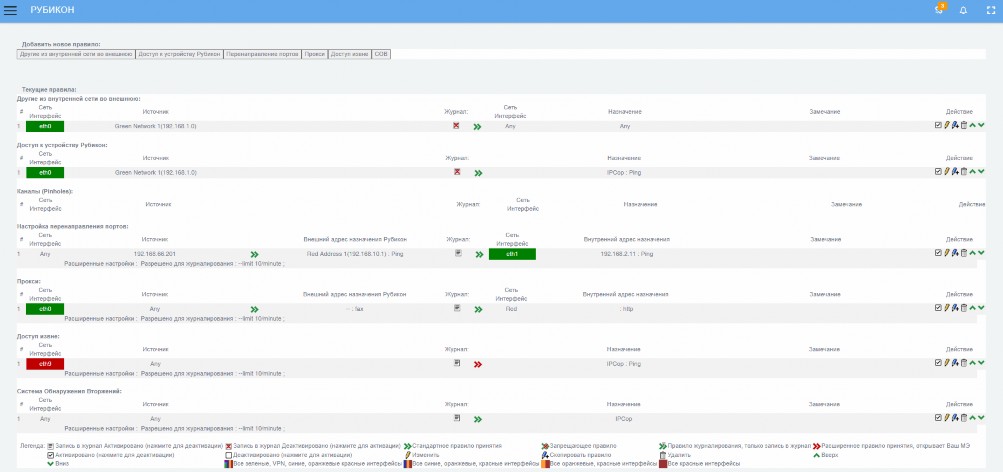 РУБИКОН
3
Добавить новое правило:
Другие из внутренней сети во внешнюю Доступ к устройству Рубикон Перенаправление портов Прокси Доступ извне СОВ
Текущие правила:
Другие из внутренней сети во внешнюю:
# Сеть Интерфейс Источник Журнал: Сеть Интерфейс Назначение Замечание Действие
1 eth0 Green Network 1(192.168.1.0) Any Any
Доступ к устройству Рубикон:
# Сеть Интерфейс Источник Журнал: Назначение Замечание Действие
1 eth0 Green Network 1(192.168.1.0) IPCop : Ping
Каналы (Pinholes):
# Сеть Интерфейс Источник Журнал: Сеть Интерфейс Назначение Замечание Действие
Настройка перенаправления портов:
# Сеть Интерфейс Источник Внешний адрес назначения Рубикон Журнал: Сеть Интерфейс Внутренний адрес назначения Замечание Действие
1 Any 192.168.66.201 Red Address 1(192.168.10.1) : Ping eth1 192.168.2.11 : Ping
Расширенные настройки : Разрешено для журналирования : --limit 10/minute ;
Прокси:
# Сеть Интерфейс Источник Внешний адрес назначения Рубикон Журнал: Сеть Интерфейс Внутренний адрес назначения Замечание Действие
1 eth0 Any -- : fax Red : http
Расширенные настройки : Разрешено для журналирования : --limit 10/minute ;
Доступ извне:
# Сеть Интерфейс Источник Журнал: Назначение Замечание Действие
1 eth9 Any IPCop : Ping
Расширенные настройки : Разрешено для журналирования : --limit 10/minute ;
Система Обнаружения Вторжений:
# Сеть Интерфейс Источник Журнал: Назначение Замечание Действие
1 Any Any IPCop
Расширенные настройки : Разрешено для журналирования : --limit 10/minute ;
Легенда: Запись в журнал Активировано (нажмите для деактивации) Запись в журнал Деактивировано (нажмите для активации) Стандартное правило принятия Запрещающее правило Правило журналирования, только запись в журнал Расширенное правило принятия, открывает Ваш МЭ
Активировано (нажмите для деактивации) Деактивировано (нажмите для активации) Изменить Скопировать правило Удалить Вверх
Вниз Все зеленые, VPN, синие, оранжевые красные интерфейсы Все синие, оранжевые, красные интерфейсы Все оранжевые, красные интерфейсы Все красные интерфейсы